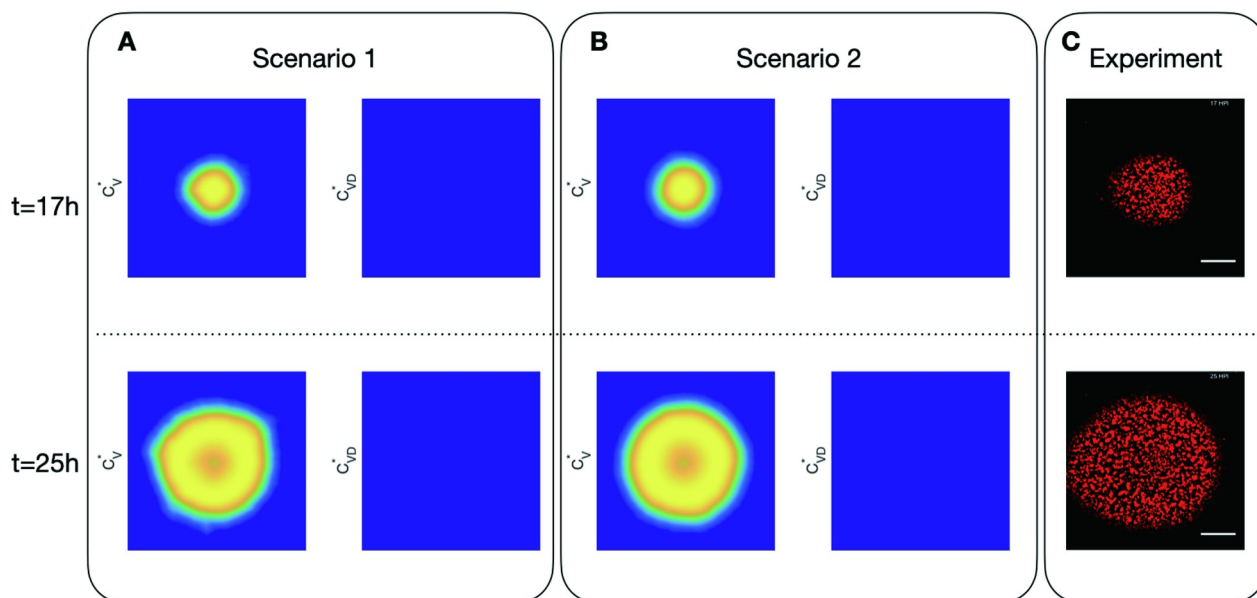 A
Scenario 1
B
Scenario 2
C
Experiment
t=17h
C*V
C*VD
C*V
C*VD
17 HPI
t=25h
C*V
C*VD
C*V
C*VD
25 HPI